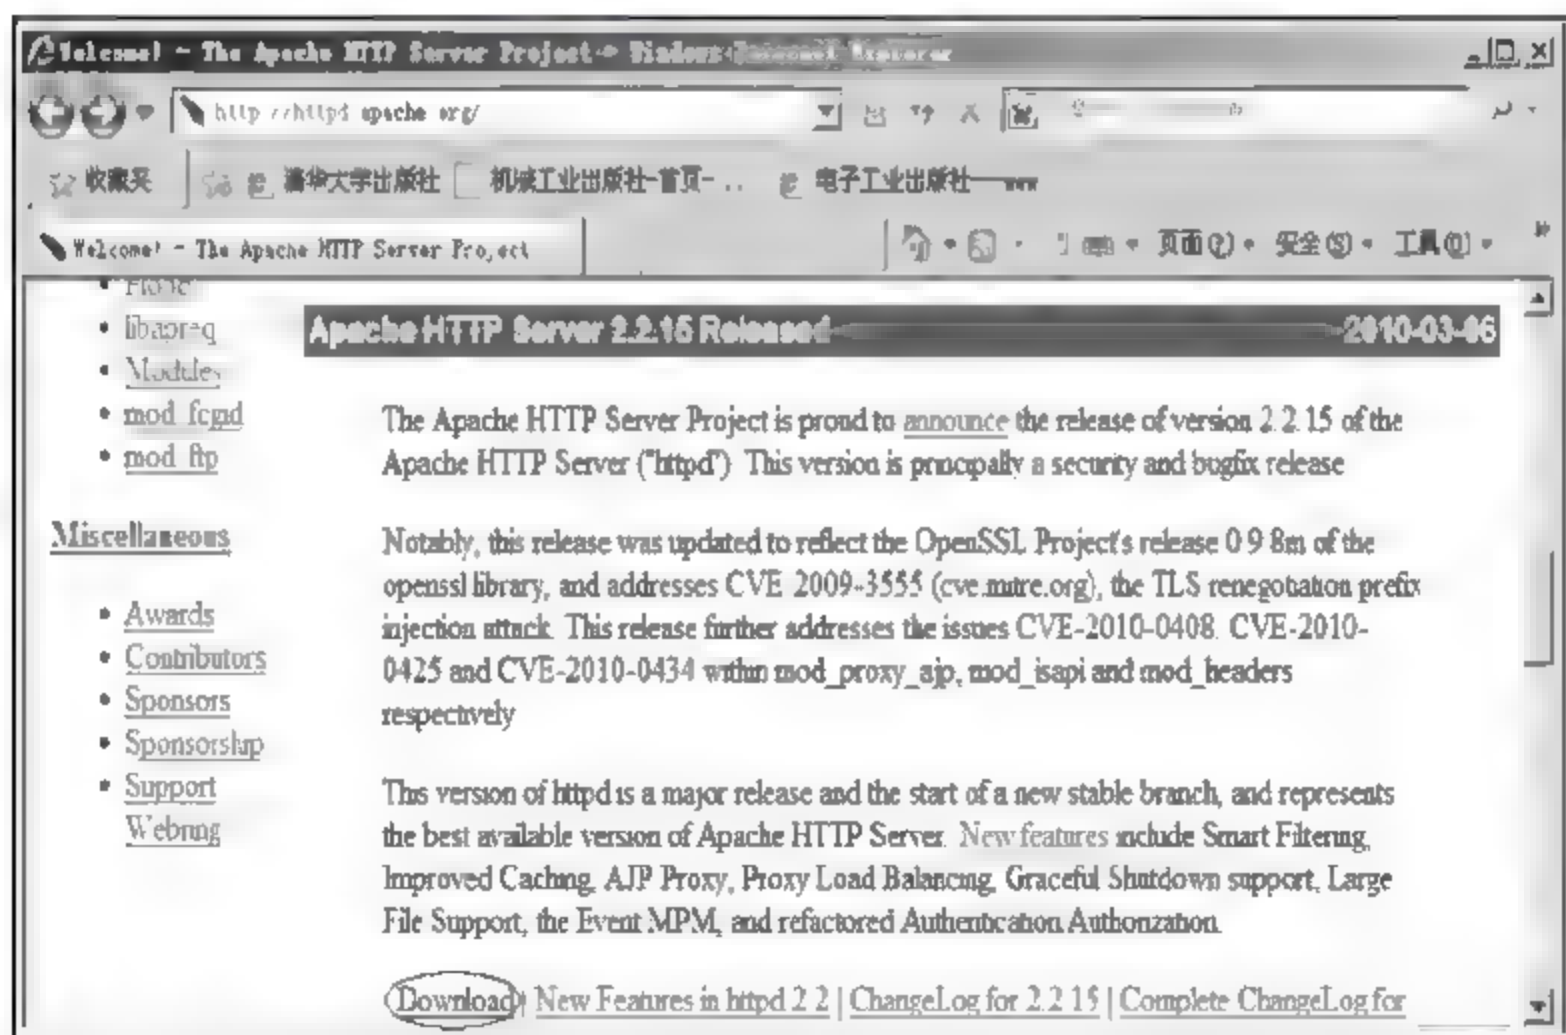 Welcome! - The Apache HTTP Server Project - Windows Internet Explorer
http://httpd.apache.org/
收藏夹 清华大学出版社 机械工业出版社-首页-... 电子工业出版社——www
Welcome! - The Apache HTTP Server Project 页面(P) 安全(S) 工具(O)
libapreq
Modules
mod_fcgid
mod_ftp
Miscellaneous
Awards
Contributors
Sponsors
Sponsorship
Support
Webring
Apache HTTP Server 2.2.15 Released 2010-03-06
The Apache HTTP Server Project is proud to announce the release of version 2.2.15 of the
Apache HTTP Server ("httpd"). This version is principally a security and bugfix release
Notably, this release was updated to reflect the OpenSSL Project's release 0.9.8m of the
openssl library, and addresses CVE-2009-3555 (cve.mitre.org), the TLS renegotiation prefix
injection attack. This release further addresses the issues CVE-2010-0408, CVE-2010-
0425 and CVE-2010-0434 within mod_proxy_ajp, mod_isapi and mod_headers
respectively
This version of httpd is a major release and the start of a new stable branch, and represents
the best available version of Apache HTTP Server. New features include Smart Filtering,
Improved Caching, AJP Proxy, Proxy Load Balancing, Graceful Shutdown support, Large
File Support, the Event MPM, and refactored Authentication/Authorization.
Download | New Features in httpd 2.2 | ChangeLog for 2.2.15 | Complete ChangeLog for